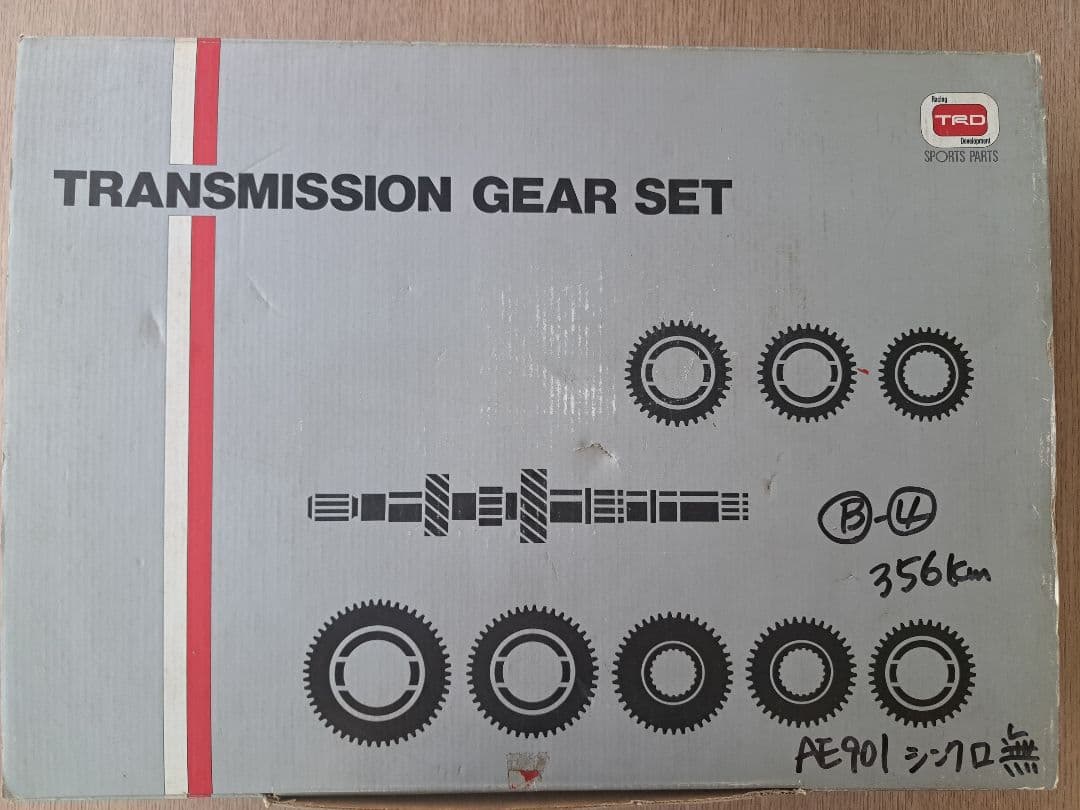 Racing
TRD
Development
SPORTS PARTS
TRANSMISSION GEAR SET
Ⓑ-④
356km
AE901 シンクロ無